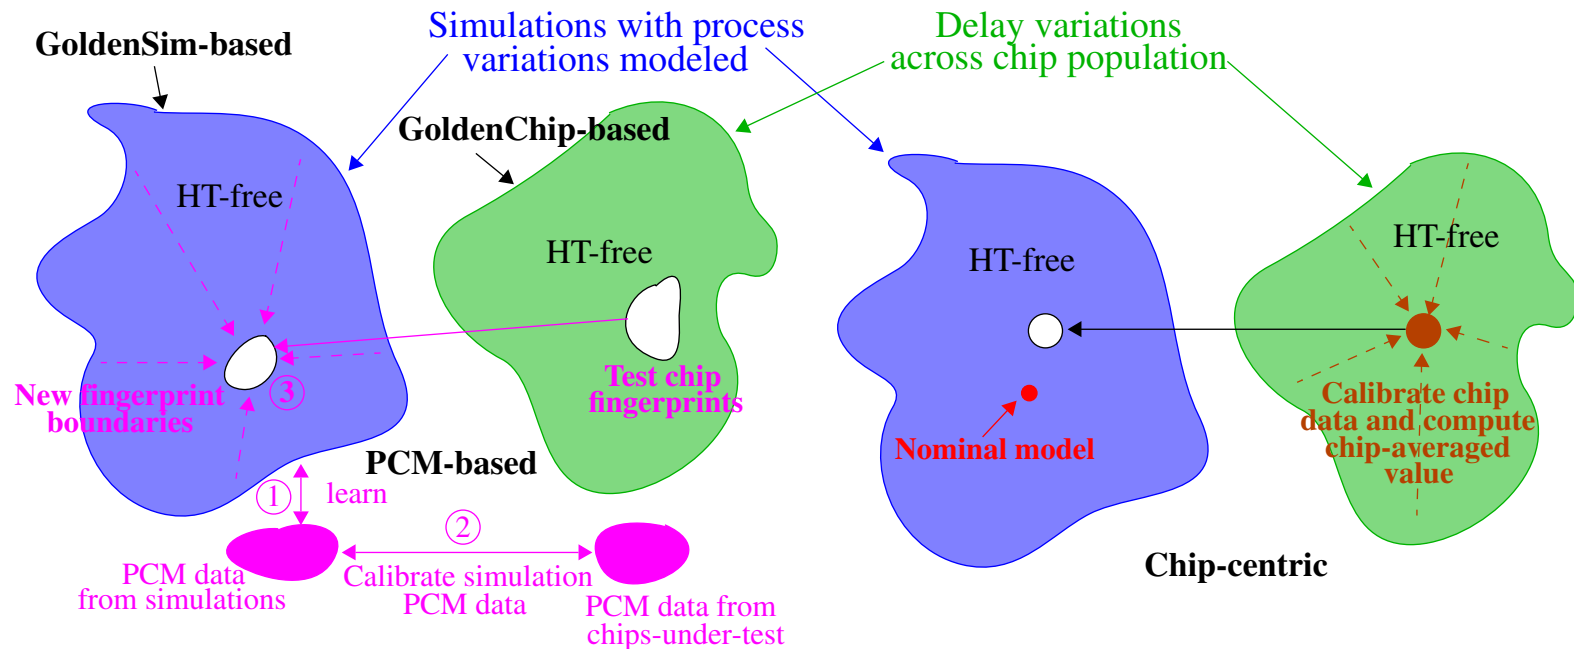 GoldenSim-based
Simulations with process
variations modeled
Delay variations
across chip population
GoldenChip-based
HT-free
HT-free
HT-free
HT-free
New fingerprint
boundaries
③
Test chip
fingerprints
Nominal model
Calibrate chip
data and compute
chip-averaged
value
PCM-based
①
learn
②
PCM data
from simulations
Calibrate simulation
PCM data
PCM data from
chips-under-test
Chip-centric